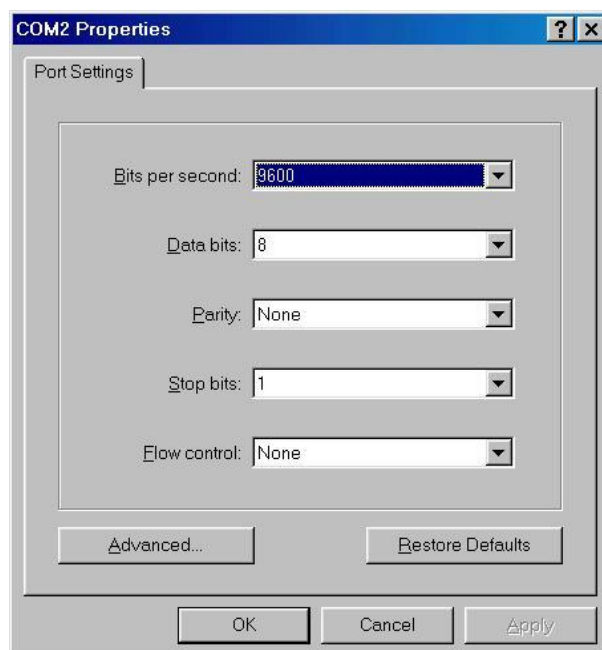 COM2 Properties
Port Settings
Bits per second: 9600
Data bits: 8
Parity: None
Stop bits: 1
Flow control: None
Advanced... Restore Defaults
OK Cancel Apply